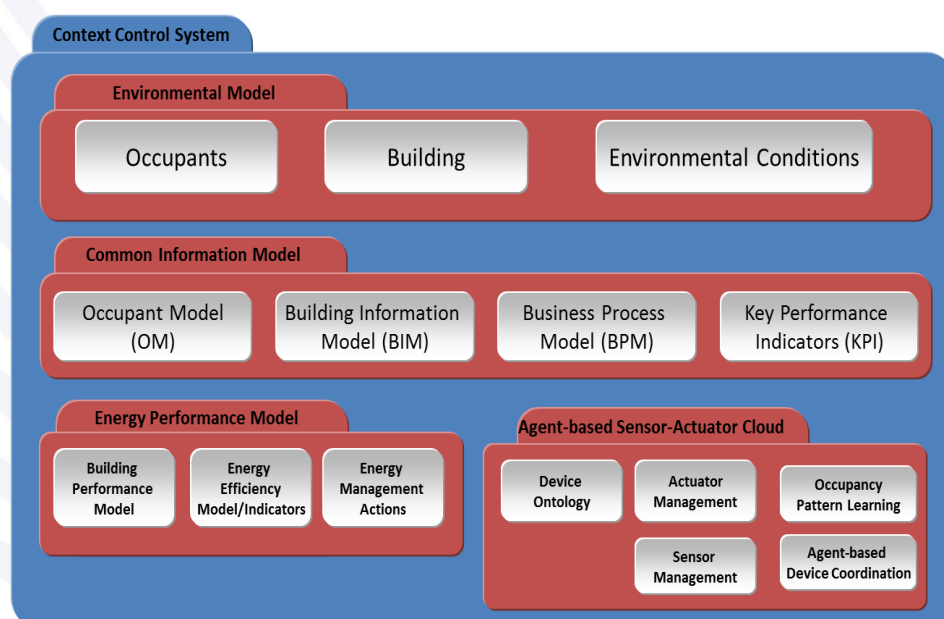 Context Control System
Environmental Model
Occupants
Building
Environmental Conditions
Common Information Model
Occupant Model
(OM)
Building Information
Model (BIM)
Business Process
Model (BPM)
Key Performance
Indicators (KPI)
Energy Performance Model
Building
Performance
Model
Energy
Efficiency
Model/Indicators
Energy
Management
Actions
Agent-based Sensor-Actuator Cloud
Device
Ontology
Actuator
Management
Occupancy
Pattern Learning
Sensor
Management
Agent-based
Device Coordination